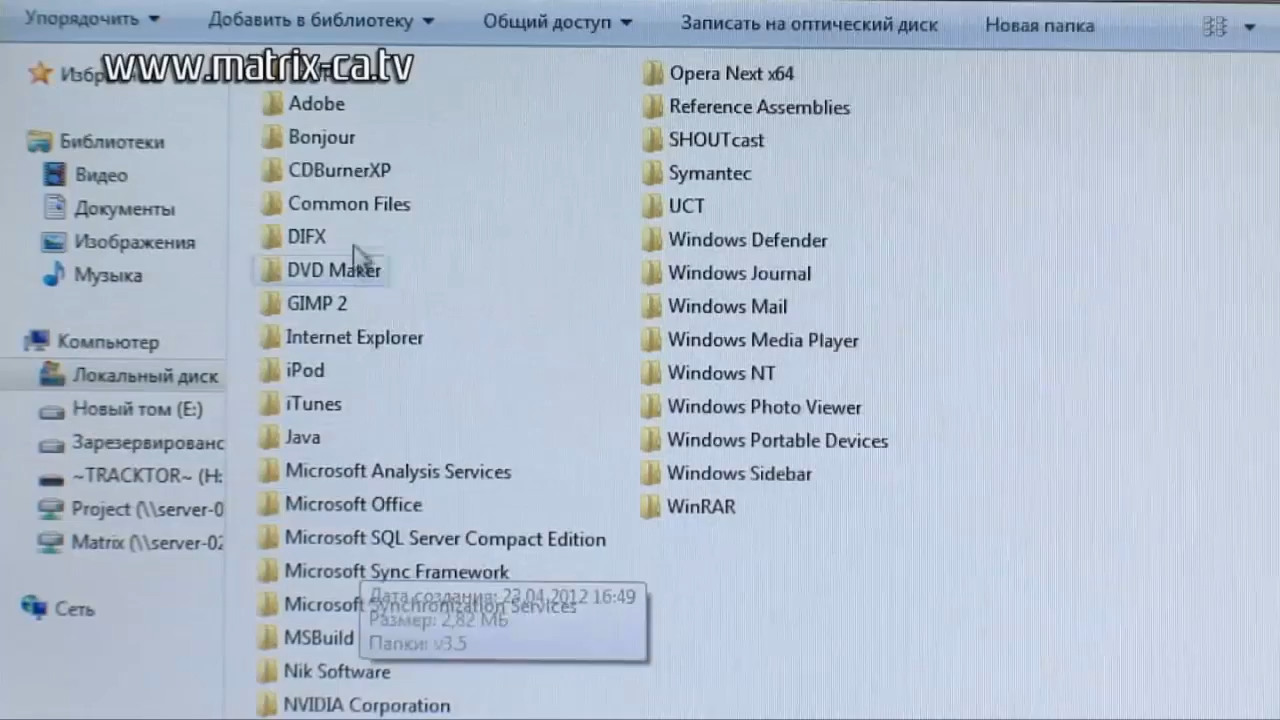 Упорядочить
Добавить в библиотеку
Общий доступ
Записать на оптический диск
Новая папка
www.matrix-ca.tv
Библиотеки
Видео
Документы
Изображения
Музыка
Компьютер
Локальный диск
Новый том (E:)
Зарезервированс
~TRACKTOR~ (H:
Project (\\server-0
Matrix (\\server-02
Сеть
Adobe
Bonjour
CDBurnerXP
Common Files
DIFX
DVD Maker
GIMP 2
Internet Explorer
iPod
iTunes
Java
Microsoft Analysis Services
Microsoft Office
Microsoft SQL Server Compact Edition
Microsoft Sync Framework
Microsoft Synchronization Services
MSBuild
Nik Software
NVIDIA Corporation
Дата создания: 23.04.2012 16:49
Размер: 2,82 МБ
Папки: v3.5
Opera Next x64
Reference Assemblies
SHOUTcast
Symantec
UCT
Windows Defender
Windows Journal
Windows Mail
Windows Media Player
Windows NT
Windows Photo Viewer
Windows Portable Devices
Windows Sidebar
WinRAR